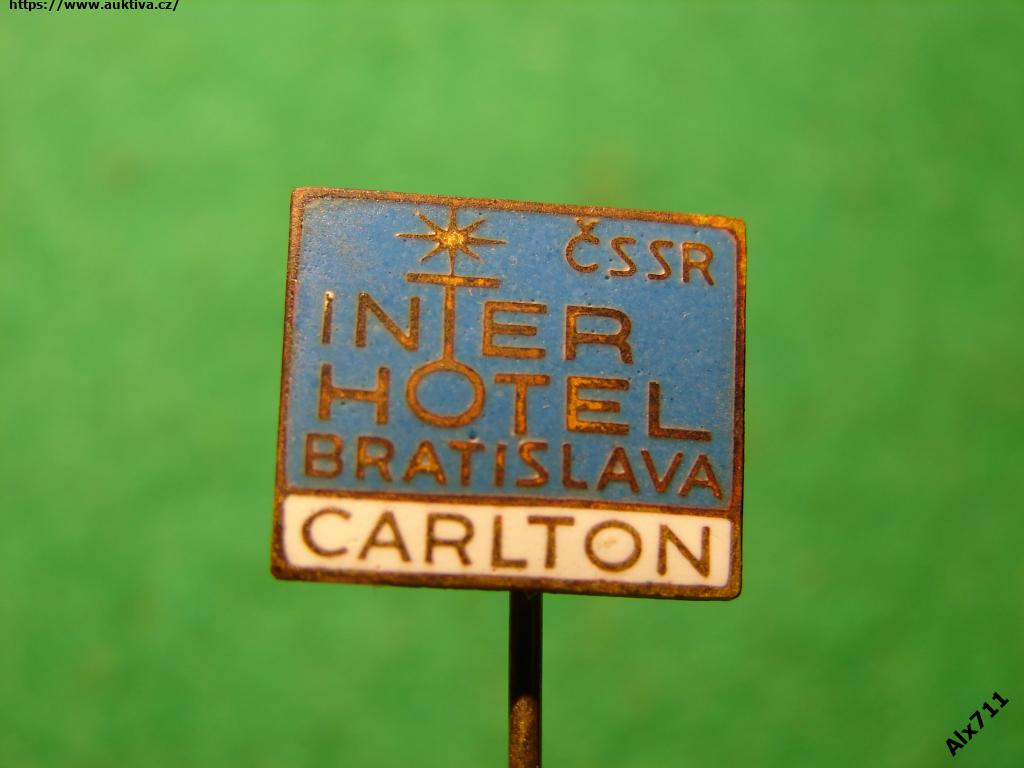 https://www.auktiva.cz/
ČSSR
INTER
HOTEL
BRATISLAVA
CARLTON
Alx711